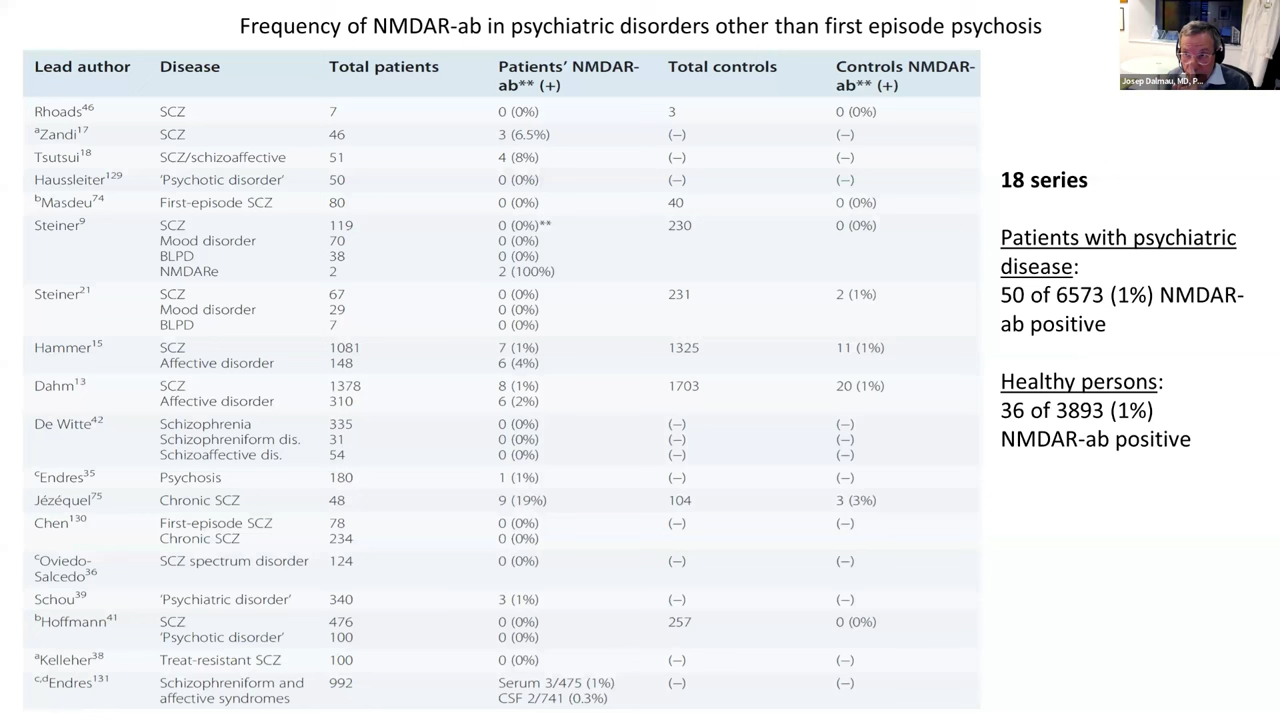 Frequency of NMDAR-ab in psychiatric disorders other than first episode psychosis
Josep Dalmau, MD, P...
Lead author Disease Total patients Patients' NMDAR-ab** (+) Total controls Controls NMDAR-ab** (+)
Rhoads46 SCZ 7 0 (0%) 3 0 (0%)
aZandi17 SCZ 46 3 (6.5%) (−) (−)
Tsutsui18 SCZ/schizoaffective 51 4 (8%) (−) (−)
Haussleiter129 'Psychotic disorder' 50 0 (0%) (−) (−)
bMasdeu74 First-episode SCZ 80 0 (0%) 40 0 (0%)
Steiner9 SCZ 119 0 (0%)** 230 0 (0%)
Mood disorder 70 0 (0%)
BLPD 38 0 (0%)
NMDARe 2 2 (100%)
Steiner21 SCZ 67 0 (0%) 231 2 (1%)
Mood disorder 29 0 (0%)
BLPD 7 0 (0%)
Hammer15 SCZ 1081 7 (1%) 1325 11 (1%)
Affective disorder 148 6 (4%)
Dahm13 SCZ 1378 8 (1%) 1703 20 (1%)
Affective disorder 310 6 (2%)
De Witte42 Schizophrenia 335 0 (0%) (−) (−)
Schizophreniform dis. 31 0 (0%) (−) (−)
Schizoaffective dis. 54 0 (0%) (−) (−)
cEndres35 Psychosis 180 1 (1%) (−) (−)
Jézéquel75 Chronic SCZ 48 9 (19%) 104 3 (3%)
Chen130 First-episode SCZ 78 0 (0%) (−) (−)
Chronic SCZ 234 0 (0%)
cOviedo-Salcedo36 SCZ spectrum disorder 124 0 (0%) (−) (−)
Schou39 'Psychiatric disorder' 340 3 (1%) (−) (−)
bHoffmann41 SCZ 476 0 (0%) 257 0 (0%)
'Psychotic disorder' 100 0 (0%)
aKelleher38 Treat-resistant SCZ 100 0 (0%) (−) (−)
c,dEndres131 Schizophreniform and 992 Serum 3/475 (1%) (−) (−)
affective syndromes CSF 2/741 (0.3%)
18 series
Patients with psychiatric
disease:
50 of 6573 (1%) NMDAR-
ab positive
Healthy persons:
36 of 3893 (1%)
NMDAR-ab positive